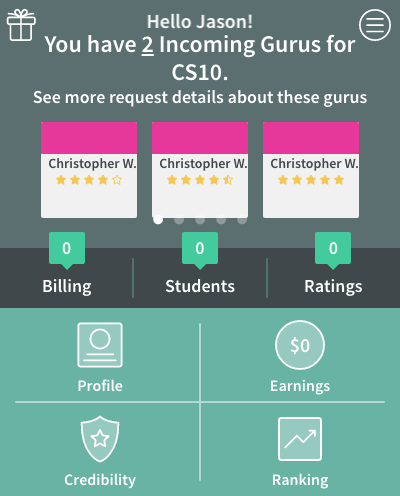 Hello Jason!
You have 2 Incoming Gurus for
CS10.
See more request details about these gurus
Christopher W. Christopher W. Christopher W.
0 0 0
Billing Students Ratings
$0
Profile Earnings
Credibility Ranking